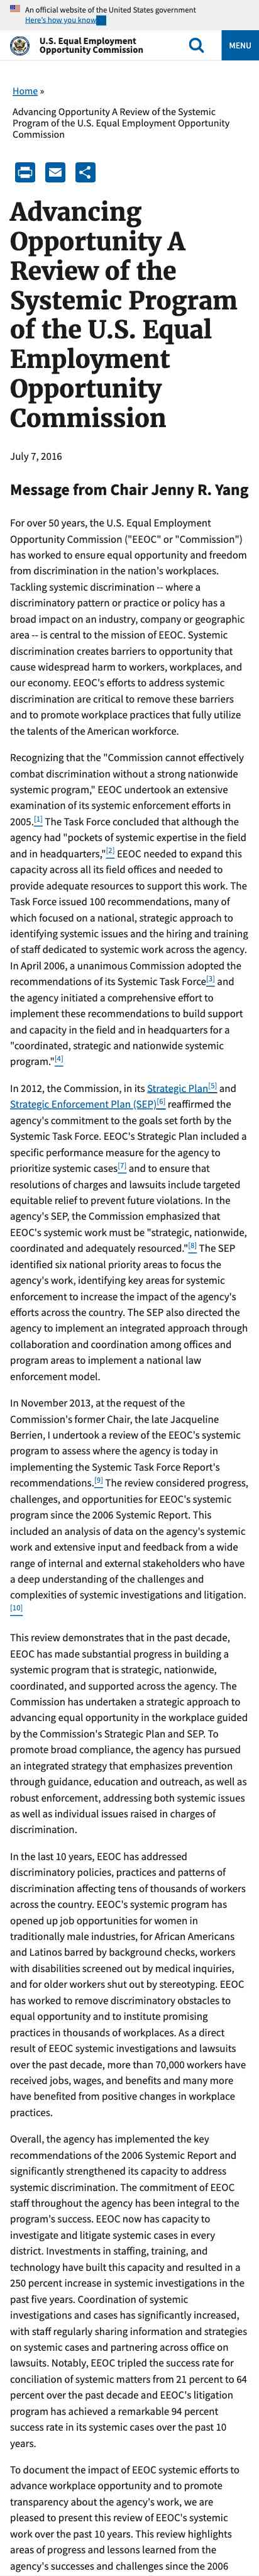 An official website of the United States government
Here's how you know
U.S. Equal Employment
Opportunity Commission
MENU
Home »
Advancing Opportunity A Review of the Systemic
Program of the U.S. Equal Employment Opportunity
Commission
Advancing
Opportunity A
Review of the
Systemic Program
of the U.S. Equal
Employment
Opportunity
Commission
July 7, 2016
Message from Chair Jenny R. Yang
For over 50 years, the U.S. Equal Employment
Opportunity Commission ("EEOC" or "Commission")
has worked to ensure equal opportunity and freedom
from discrimination in the nation's workplaces.
Tackling systemic discrimination -- where a
discriminatory pattern or practice or policy has a
broad impact on an industry, company or geographic
area -- is central to the mission of EEOC. Systemic
discrimination creates barriers to opportunity that
cause widespread harm to workers, workplaces, and
our economy. EEOC's efforts to address systemic
discrimination are critical to remove these barriers
and to promote workplace practices that fully utilize
the talents of the American workforce.
Recognizing that the "Commission cannot effectively
combat discrimination without a strong nationwide
systemic program," EEOC undertook an extensive
examination of its systemic enforcement efforts in
2005.[1] The Task Force concluded that although the
agency had "pockets of systemic expertise in the field
and in headquarters,"[2] EEOC needed to expand this
capacity across all its field offices and needed to
provide adequate resources to support this work. The
Task Force issued 100 recommendations, many of
which focused on a national, strategic approach to
identifying systemic issues and the hiring and training
of staff dedicated to systemic work across the agency.
In April 2006, a unanimous Commission adopted the
recommendations of its Systemic Task Force[3] and
the agency initiated a comprehensive effort to
implement these recommendations to build support
and capacity in the field and in headquarters for a
"coordinated, strategic and nationwide systemic
program."[4]
In 2012, the Commission, in its Strategic Plan[5] and
Strategic Enforcement Plan (SEP)[6] reaffirmed the
agency's commitment to the goals set forth by the
Systemic Task Force. EEOC's Strategic Plan included a
specific performance measure for the agency to
prioritize systemic cases[7] and to ensure that
resolutions of charges and lawsuits include targeted
equitable relief to prevent future violations. In the
agency's SEP, the Commission emphasized that
EEOC's systemic work must be "strategic, nationwide,
coordinated and adequately resourced."[8] The SEP
identified six national priority areas to focus the
agency's work, identifying key areas for systemic
enforcement to increase the impact of the agency's
efforts across the country. The SEP also directed the
agency to implement an integrated approach through
collaboration and coordination among offices and
program areas to implement a national law
enforcement model.
In November 2013, at the request of the
Commission's former Chair, the late Jacqueline
Berrien, I undertook a review of the EEOC's systemic
program to assess where the agency is today in
implementing the Systemic Task Force Report's
recommendations.[9] The review considered progress,
challenges, and opportunities for EEOC's systemic
program since the 2006 Systemic Report. This
included an analysis of data on the agency's systemic
work and extensive input and feedback from a wide
range of internal and external stakeholders who have
a deep understanding of the challenges and
complexities of systemic investigations and litigation.
[10]
This review demonstrates that in the past decade,
EEOC has made substantial progress in building a
systemic program that is strategic, nationwide,
coordinated, and supported across the agency. The
Commission has undertaken a strategic approach to
advancing equal opportunity in the workplace guided
by the Commission's Strategic Plan and SEP. To
promote broad compliance, the agency has pursued
an integrated strategy that emphasizes prevention
through guidance, education and outreach, as well as
robust enforcement, addressing both systemic issues
as well as individual issues raised in charges of
discrimination.
In the last 10 years, EEOC has addressed
discriminatory policies, practices and patterns of
discrimination affecting tens of thousands of workers
across the country. EEOC's systemic program has
opened up job opportunities for women in
traditionally male industries, for African Americans
and Latinos barred by background checks, workers
with disabilities screened out by medical inquiries,
and for older workers shut out by stereotyping. EEOC
has worked to remove discriminatory obstacles to
equal opportunity and to institute promising
practices in thousands of workplaces. As a direct
result of EEOC systemic investigations and lawsuits
over the past decade, more than 70,000 workers have
received jobs, wages, and benefits and many more
have benefited from positive changes in workplace
practices.
Overall, the agency has implemented the key
recommendations of the 2006 Systemic Report and
significantly strengthened its capacity to address
systemic discrimination. The commitment of EEOC
staff throughout the agency has been integral to the
program's success. EEOC now has capacity to
investigate and litigate systemic cases in every
district. Investments in staffing, training, and
technology have built this capacity and resulted in a
250 percent increase in systemic investigations in the
past five years. Coordination of systemic
investigations and cases has significantly increased,
with staff regularly sharing information and strategies
on systemic cases and partnering across office on
lawsuits. Notably, EEOC tripled the success rate for
conciliation of systemic matters from 21 percent to 64
percent over the past decade and EEOC's litigation
program has achieved a remarkable 94 percent
success rate in its systemic cases over the past 10
years.
To document the impact of EEOC systemic efforts to
advance workplace opportunity and to promote
transparency about the agency's work, we are
pleased to present this review of EEOC's systemic
work over the past 10 years. This review highlights
areas of progress and lessons learned from the
agency's successes and challenges since the 2006